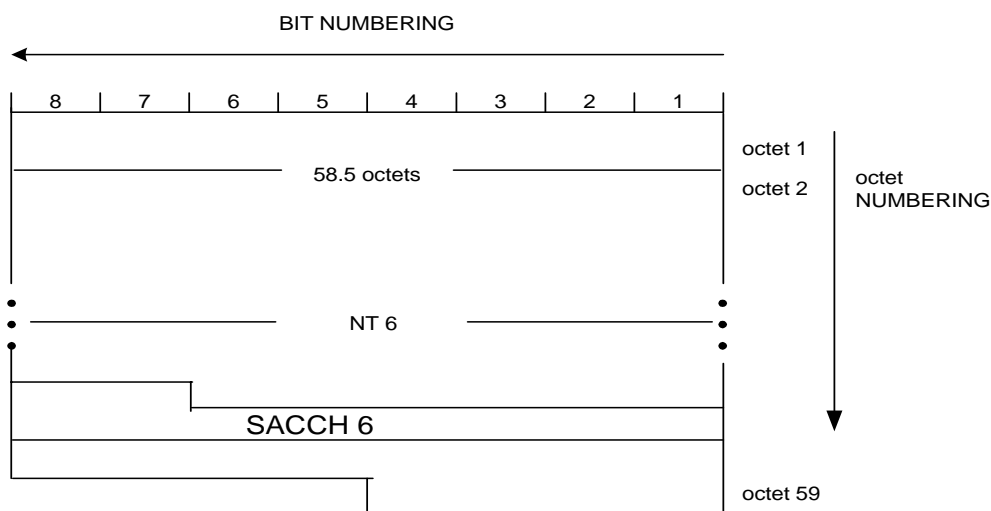 BIT NUMBERING
8 7 6 5 4 3 2 1
octet 1
58.5 octets
octet 2
octet
NUMBERING
NT 6
SACCH 6
octet 59